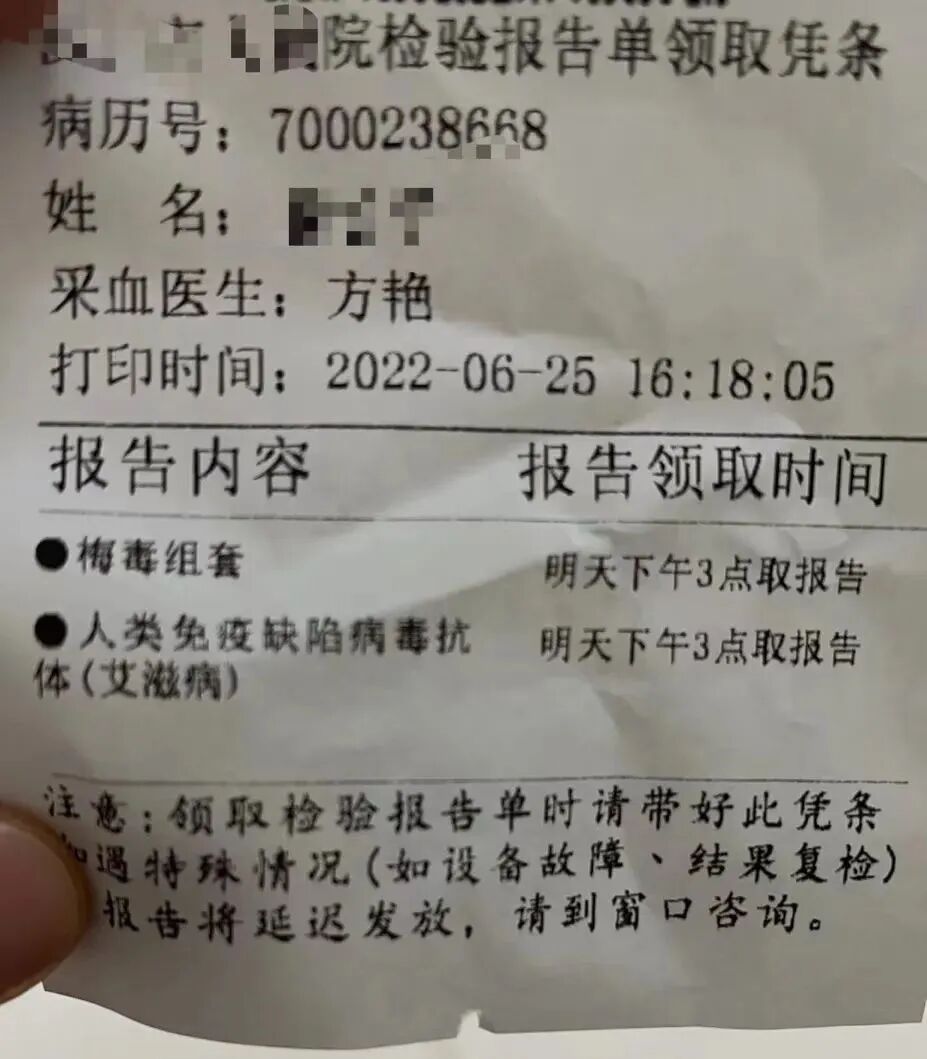 院检验报告单领取凭条
病历号：7000238668
姓 名：
采血医生：方艳
打印时间：2022-06-25 16:18:05
报告内容 报告领取时间
●梅毒组套 明天下午3点取报告
●人类免疫缺陷病毒抗 明天下午3点取报告
体(艾滋病)
注意：领取检验报告单时请带好此凭条
如遇特殊情况(如设备故障、结果复检)
报告将延迟发放，请到窗口咨询。